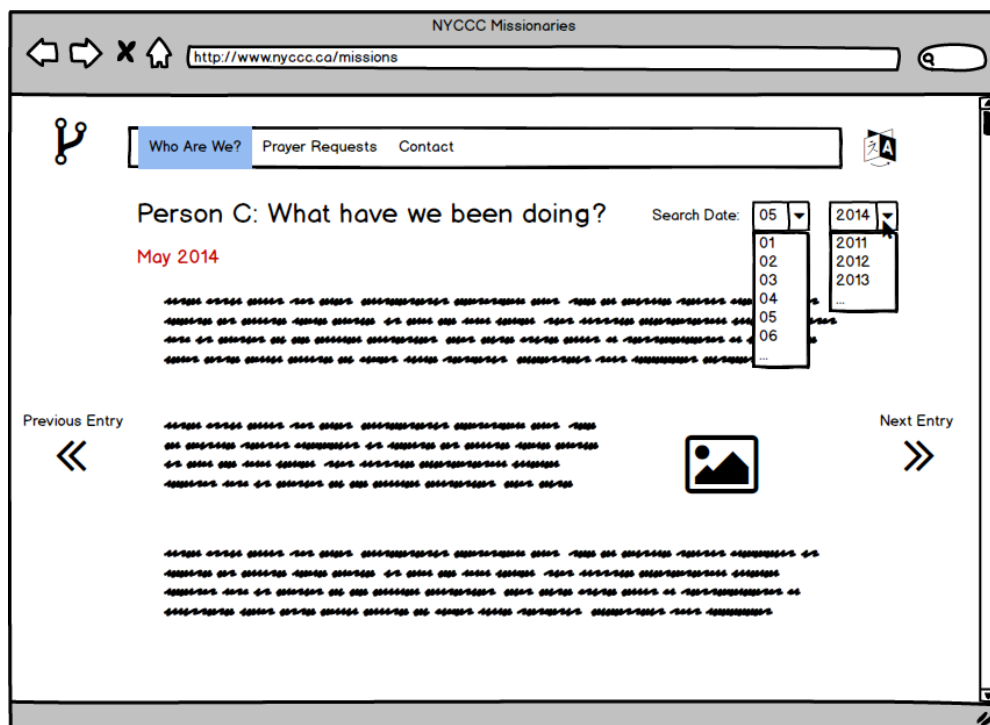 NYCCC Missionaries
http://www.nyccc.ca/missions
Who Are We? Prayer Requests Contact
A
Person C: What have we been doing? Search Date: 05 2014
May 2014
01
02
03
04
05
06
...
2011
2012
2013
...
Previous Entry
Next Entry